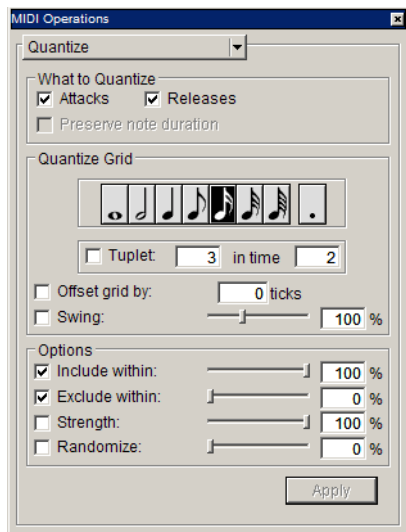 MIDI Operations
Quantize
What to Quantize
Attacks Releases
Preserve note duration
Quantize Grid
Tuplet: 3 in time 2
Offset grid by: 0 ticks
Swing: 100 %
Options
Include within: 100 %
Exclude within: 0 %
Strength: 100 %
Randomize: 0 %
Apply